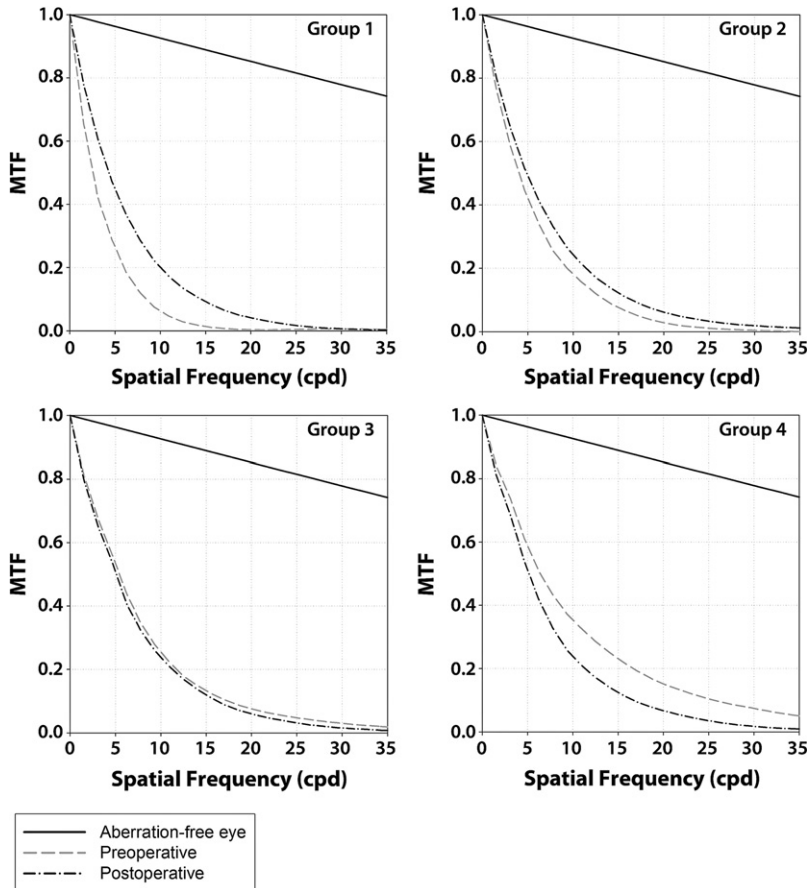 Group 1
1.0
0.8
0.6
0.4
0.2
0.0
MTF
0 5 10 15 20 25 30 35
Spatial Frequency (cpd)
Group 2
1.0
0.8
0.6
0.4
0.2
0.0
MTF
0 5 10 15 20 25 30 35
Spatial Frequency (cpd)
Group 3
1.0
0.8
0.6
0.4
0.2
0.0
MTF
0 5 10 15 20 25 30 35
Spatial Frequency (cpd)
Group 4
1.0
0.8
0.6
0.4
0.2
0.0
MTF
0 5 10 15 20 25 30 35
Spatial Frequency (cpd)
Aberration-free eye
Preoperative
Postoperative